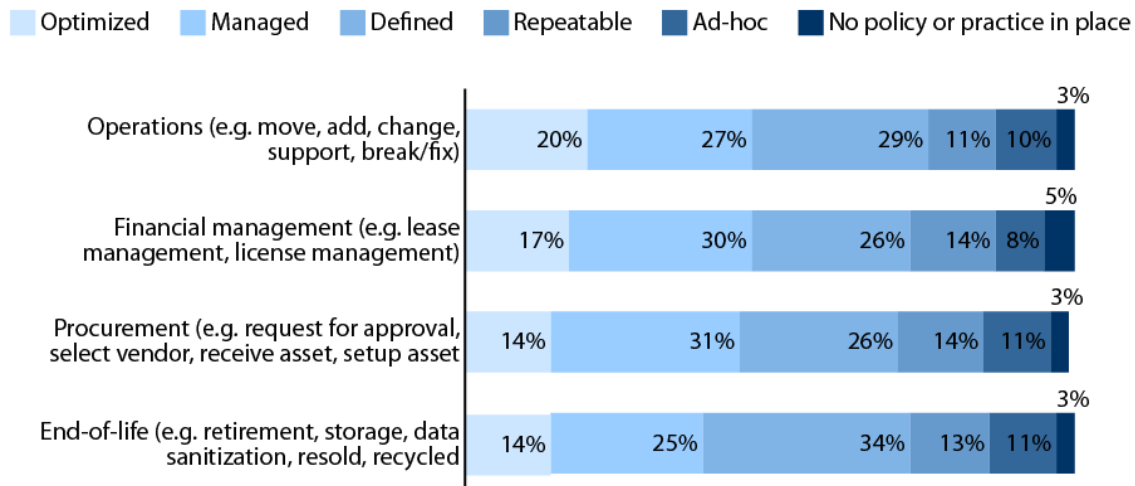 Optimized Managed Defined Repeatable Ad-hoc No policy or practice in place
3%
Operations (e.g. move, add, change,
support, break/fix)
20% 27% 29% 11% 10%
5%
Financial management (e.g. lease
management, license management)
17% 30% 26% 14% 8%
3%
Procurement (e.g. request for approval,
select vendor, receive asset, setup asset
14% 31% 26% 14% 11%
3%
End-of-life (e.g. retirement, storage, data
sanitization, resold, recycled
14% 25% 34% 13% 11%